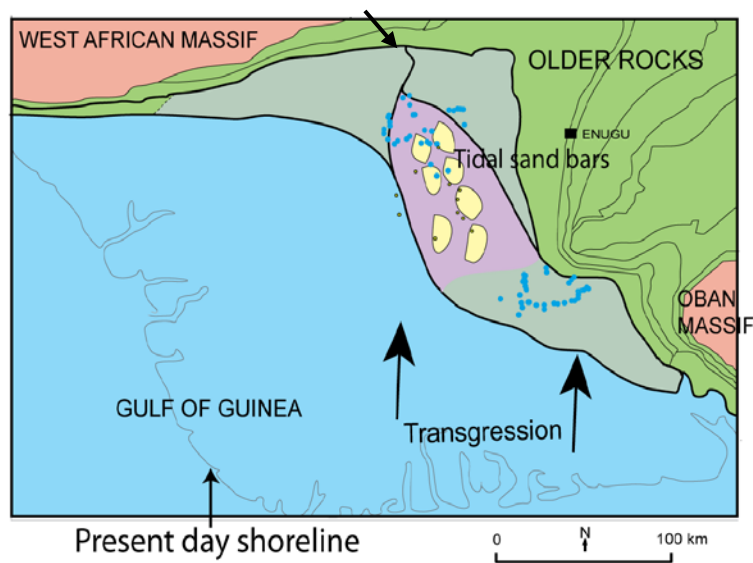 WEST AFRICAN MASSIF
OLDER ROCKS
ENUGU
Tidal sand bars
OBAN
MASSIF
GULF OF GUINEA
Transgression
Present day shoreline
0 N 100 km